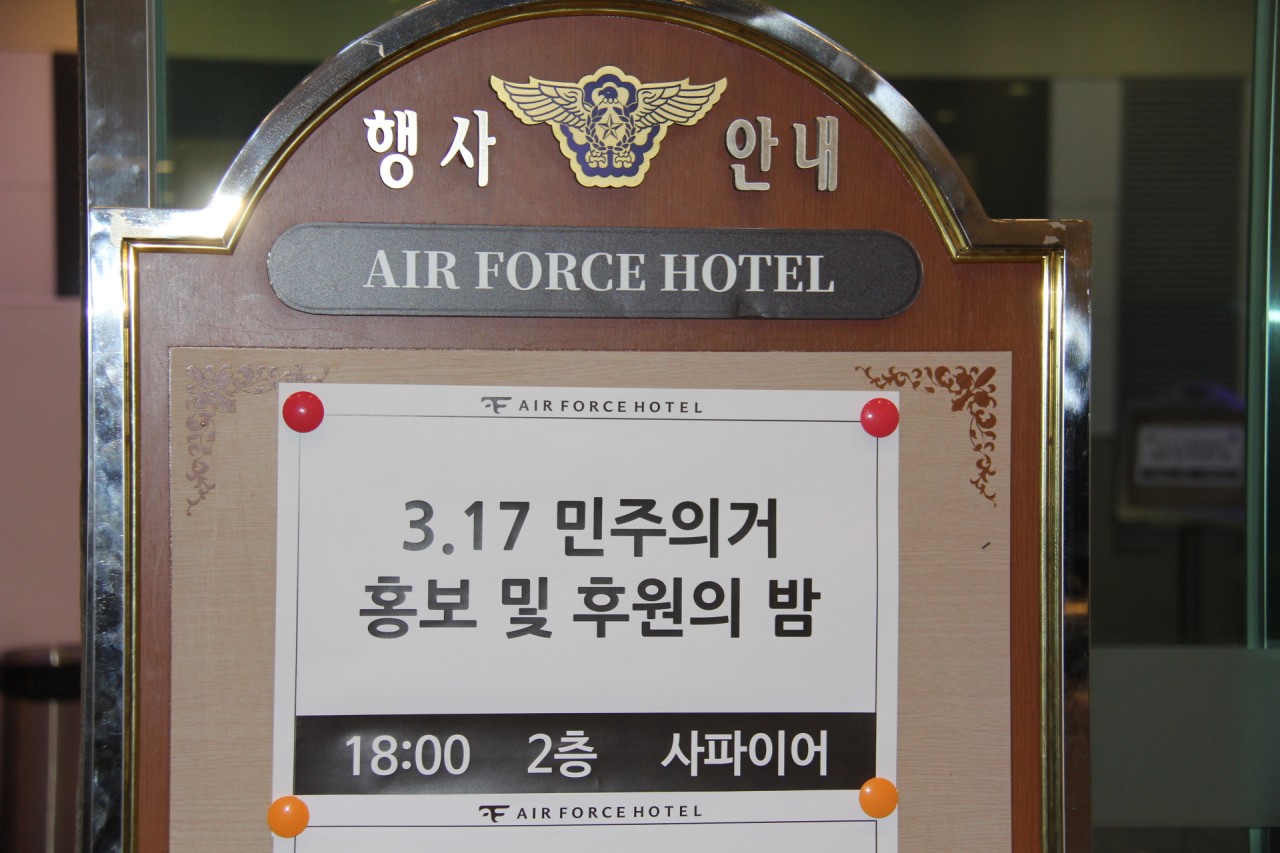 행사 안내
AIR FORCE HOTEL
AIR FORCE HOTEL
3.17 민주의거
홍보 및 후원의 밤
18:00 2층 사파이어
AIR FORCE HOTEL